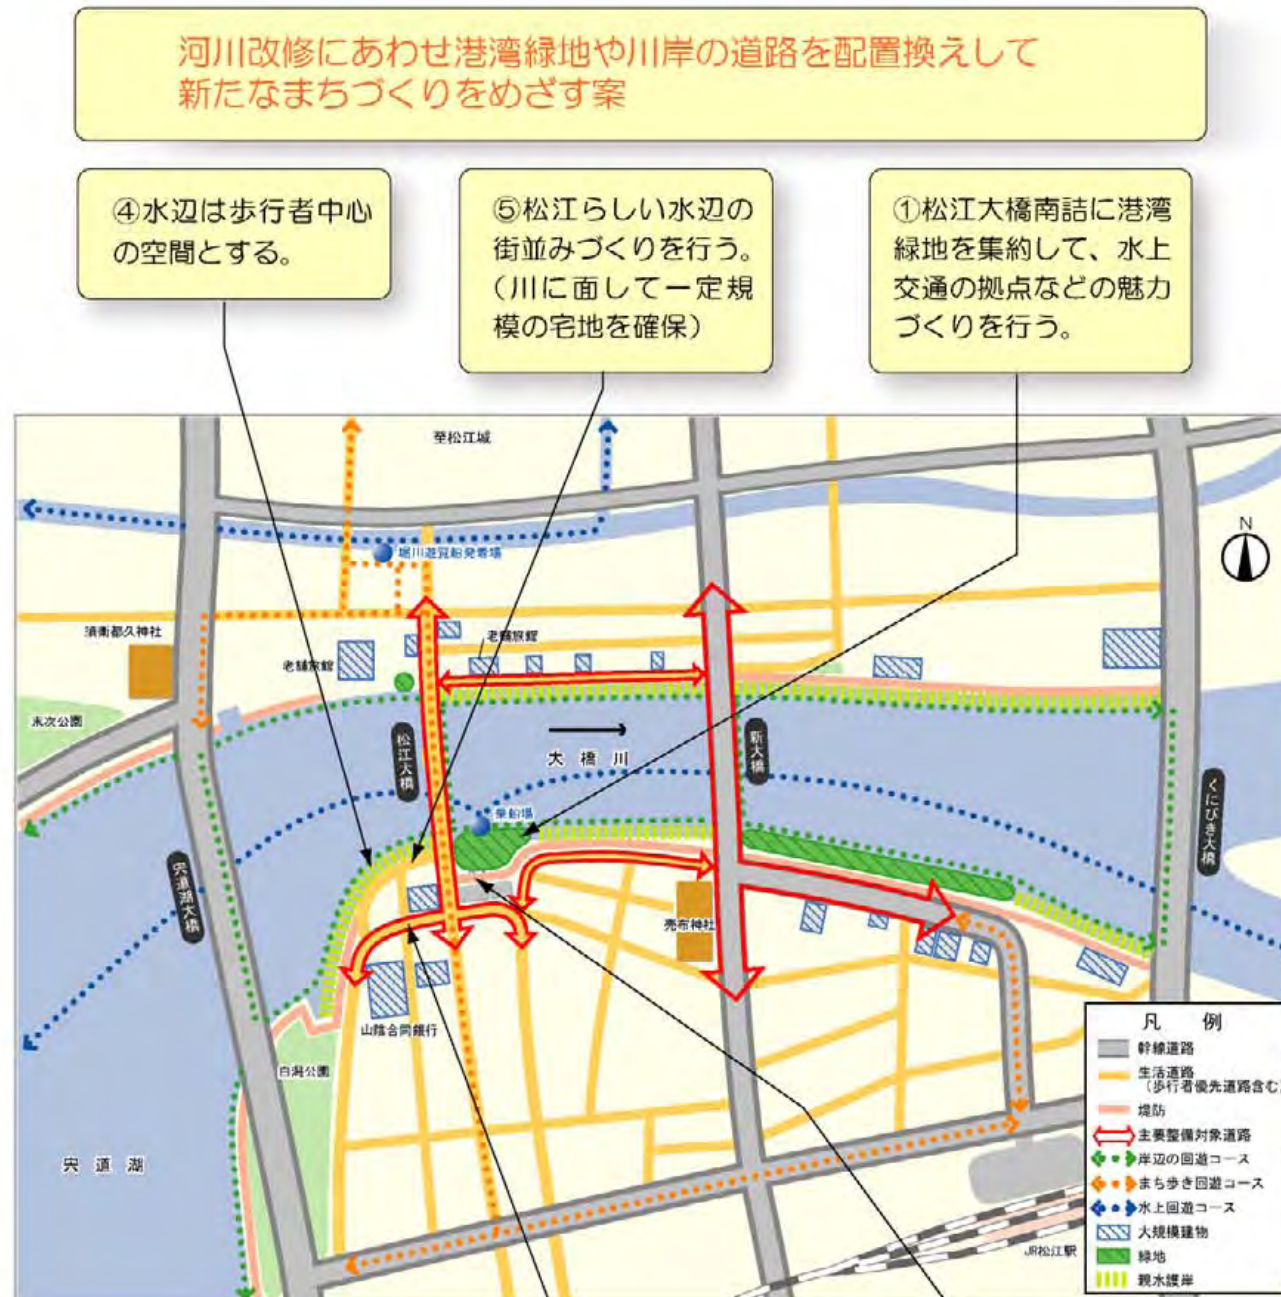 河川改修にあわせ港湾緑地や川岸の道路を配置換えして
新たなまちづくりをめざす案
④水辺は歩行者中心
の空間とする。
⑤松江らしい水辺の
街並みづくりを行う。
(川に面して一定規
模の宅地を確保)
①松江大橋南詰に港湾
緑地を集約して、水上
交通の拠点などの魅力
づくりを行う。
至松江城
N
堀川遊覧船発着場
須衛都久神社
老舗旅館
老舗旅館
末次公園
松江大橋
大橋川
新大橋
くにびき大橋
乗船場
宍道湖大橋
売布神社
山陰合同銀行
白潟公園
宍道湖
JR松江駅
凡例
幹線道路
生活道路
(歩行者優先道路含む)
堤防
主要整備対象道路
岸辺の回遊コース
まち歩き回遊コース
水上回遊コース
大規模建物
緑地
親水護岸